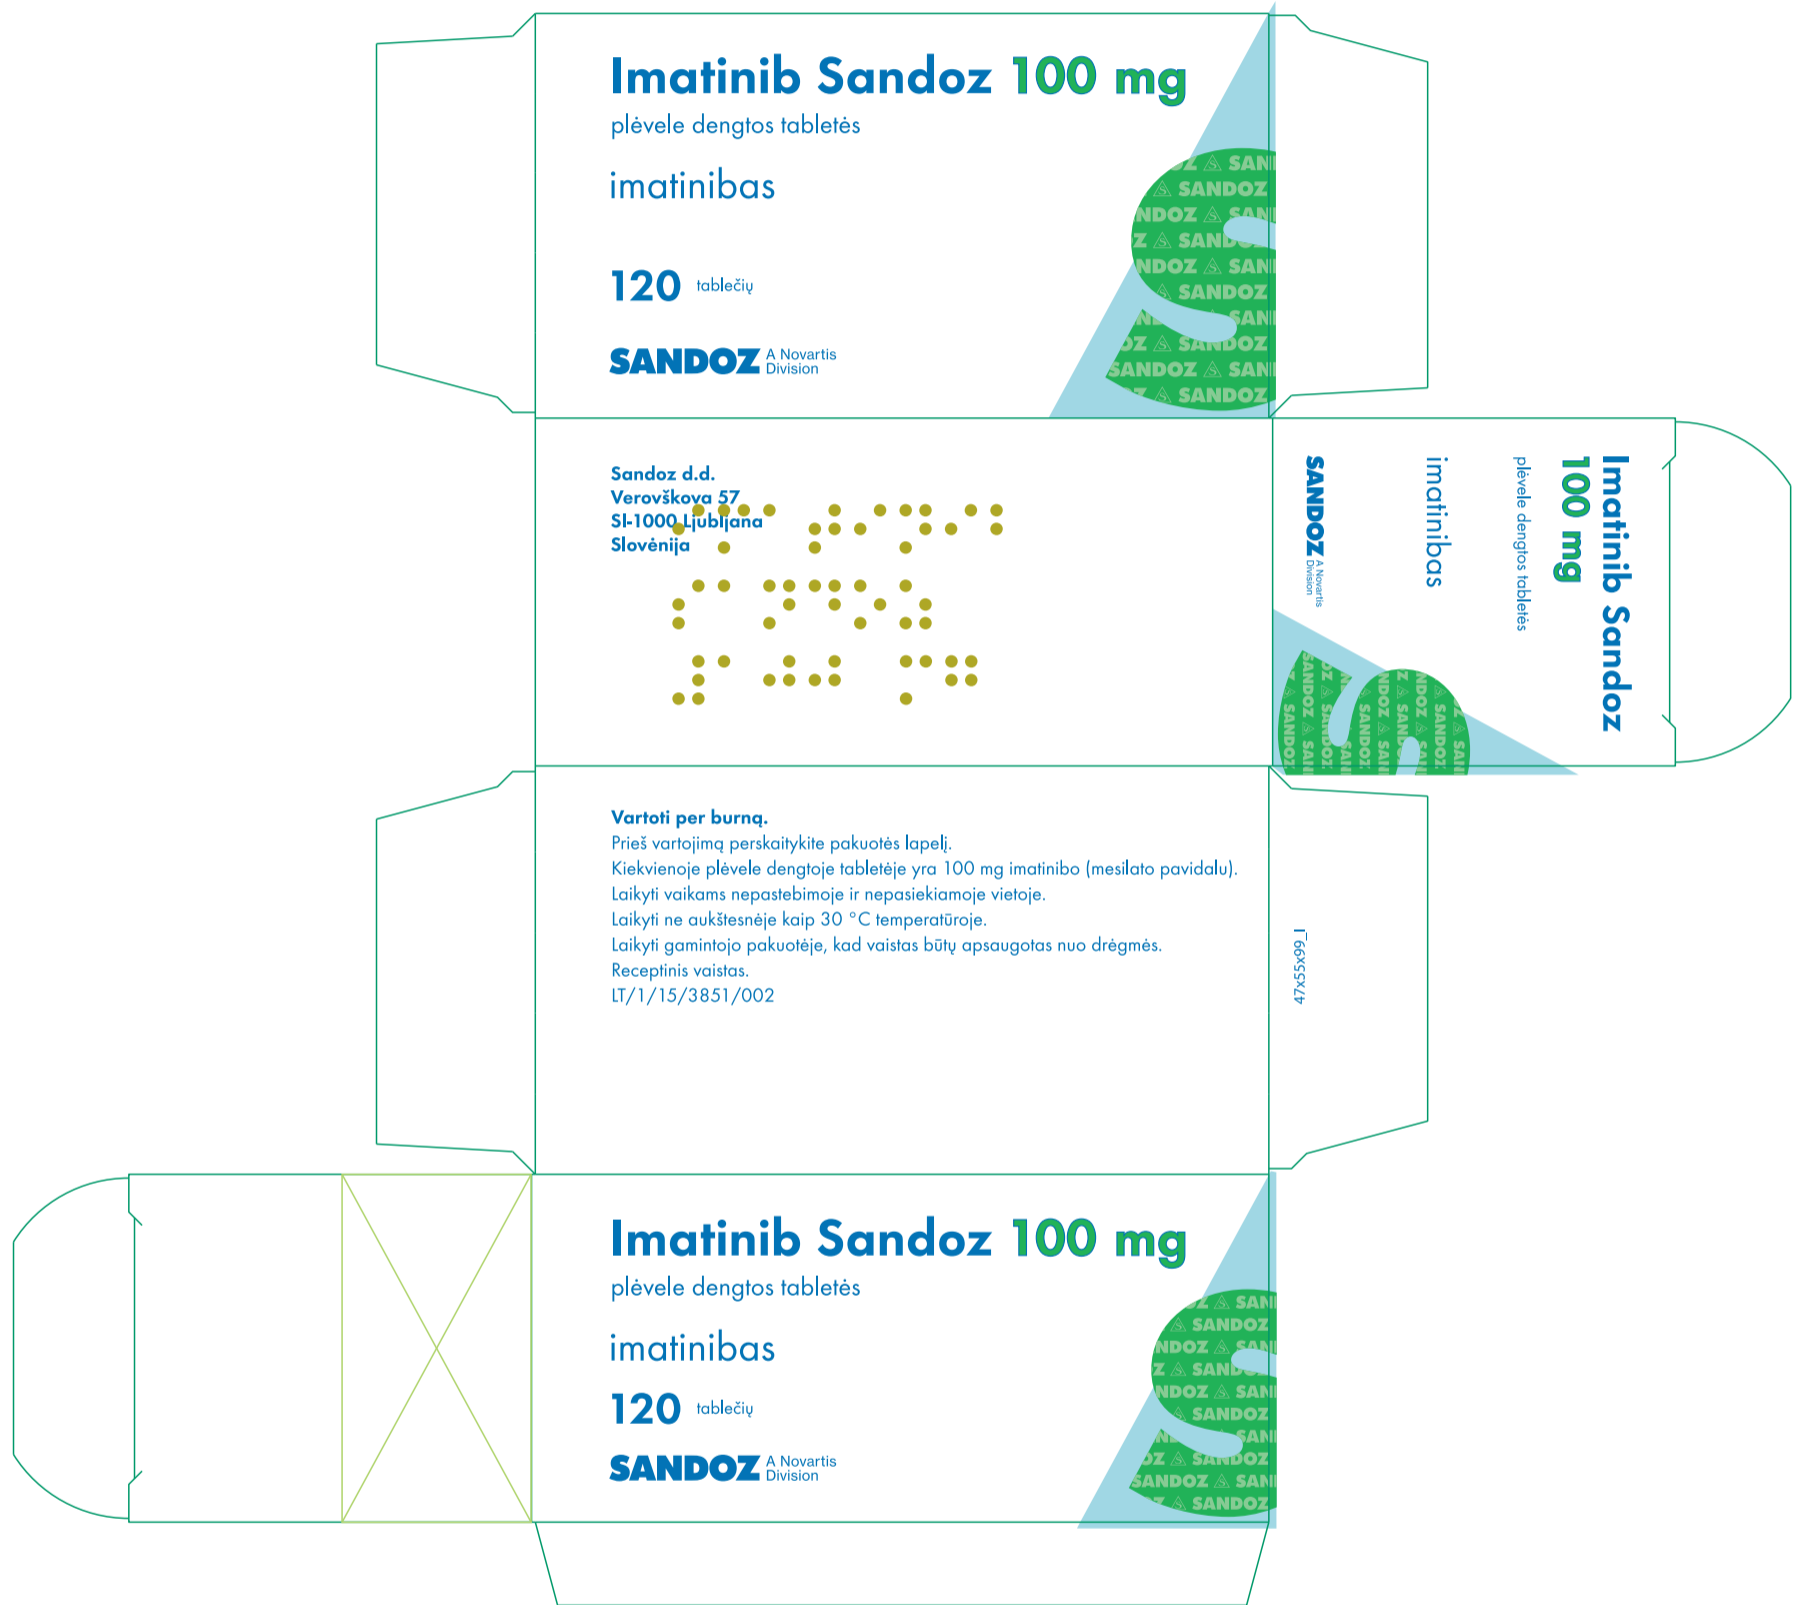 Imatinib Sandoz 100 mg
plėvele dengtos tabletės
imatinibas
120 tablečių
SANDOZ A Novartis
Division
Sandoz d.d.
Verovškova 57
SI-1000 Ljubljana
Slovėnija
Imatinib Sandoz
100 mg
plėvele dengtos tabletės
imatinibas
SANDOZ A Novartis
Division
Vartoti per burną.
Prieš vartojimą perskaitykite pakuotės lapelį.
Kiekvienoje plėvele dengtoje tabletėje yra 100 mg imatinibo (mesilato pavidalu).
Laikyti vaikams nepastebimoje ir nepasiekiamoje vietoje.
Laikyti ne aukštesnėje kaip 30 °C temperatūroje.
Laikyti gamintojo pakuotėje, kad vaistas būtų apsaugotas nuo drėgmės.
Receptinis vaistas.
LT/1/15/3851/002
47x55x99_I
Imatinib Sandoz 100 mg
plėvele dengtos tabletės
imatinibas
120 tablečių
SANDOZ A Novartis
Division